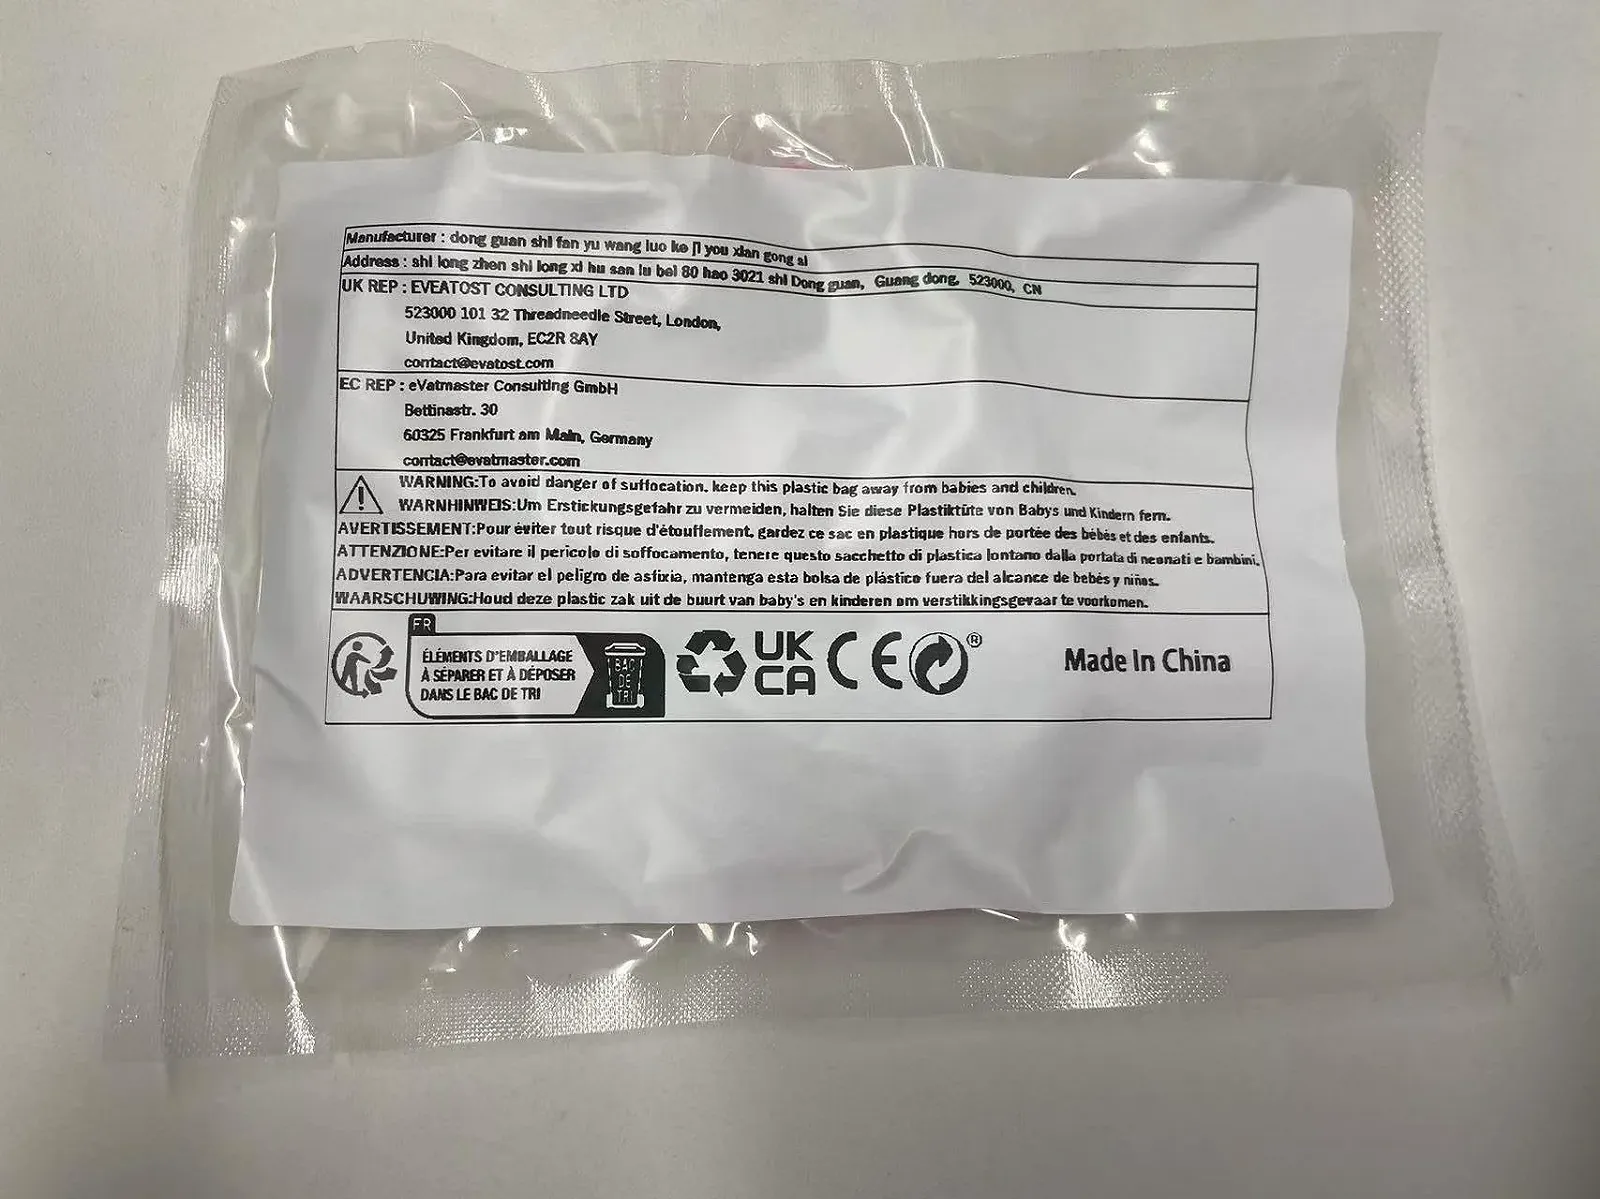 Manufacturer : dong guan shi fan yu wang luo ke ji you xian gong si
Address : shi long zhen shi long xi hu san lu bei 80 hao 3021 shi Dong guan, Guang dong, 523000, CN
UK REP : EVEATOST CONSULTING LTD
523000 101 32 Threadneedle Street, London,
United Kingdom, EC2R 8AY
contact@evatost.com
EC REP : eVatmaster Consulting GmbH
Bettinastr. 30
60325 Frankfurt am Main, Germany
contact@evatmaster.com
WARNING:To avoid danger of suffocation, keep this plastic bag away from babies and children.
WARNHINWEIS:Um Erstickungsgefahr zu vermeiden, halten Sie diese Plastiktüte von Babys und Kindern fern.
AVERTISSEMENT:Pour éviter tout risque d'étouffement, gardez ce sac en plastique hors de portée des bébés et des enfants.
ATTENZIONE:Per evitare il pericolo di soffocamento, tenere questo sacchetto di plastica lontano dalla portata di neonati e bambini.
ADVERTENCIA:Para evitar el peligro de asfixia, mantenga esta bolsa de plástico fuera del alcance de bebés y niños.
WAARSCHUWING:Houd deze plastic zak uit de buurt van baby's en kinderen om verstikkingsgevaar te voorkomen.
FR
ÉLÉMENTS D'EMBALLAGE
À SÉPARER ET À DÉPOSER
DANS LE BAC DE TRI
BAC
DE
TRI
UK
CA
CE
®
Made In China